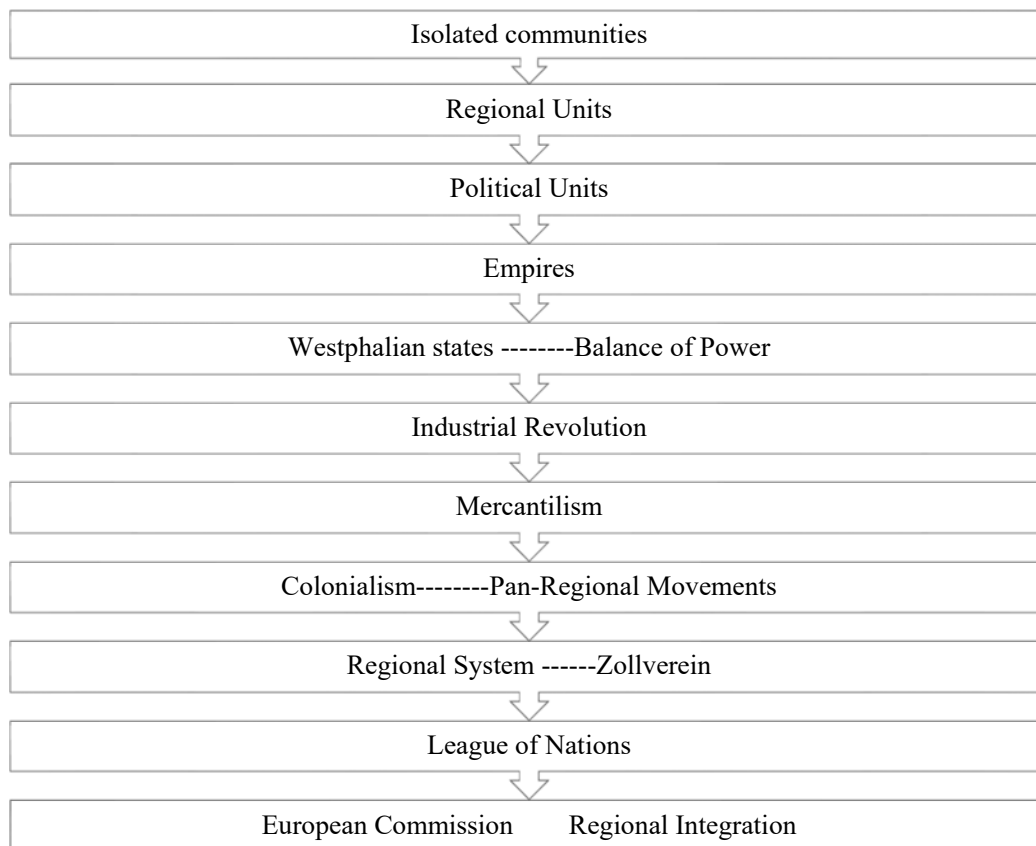 Isolated communities
Regional Units
Political Units
Empires
Westphalian states --------Balance of Power
Industrial Revolution
Mercantilism
Colonialism--------Pan-Regional Movements
Regional System ------Zollverein
League of Nations
European Commission Regional Integration